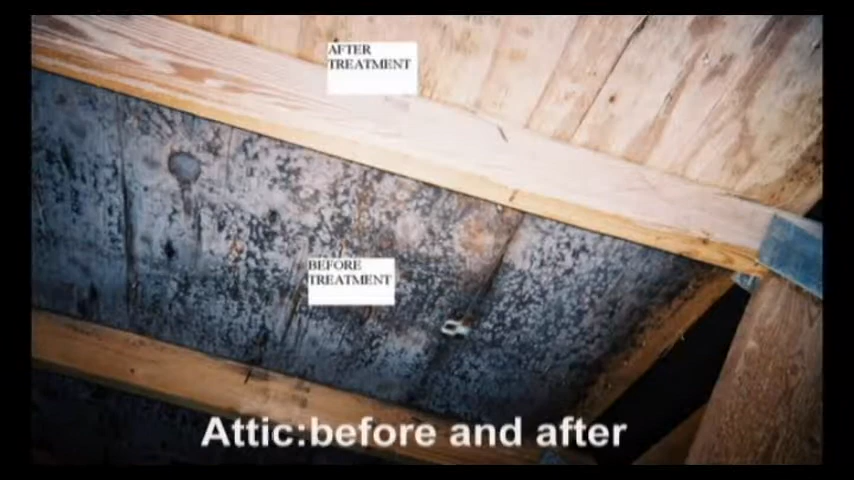 AFTER
TREATMENT
BEFORE
TREATMENT
Attic:before and after